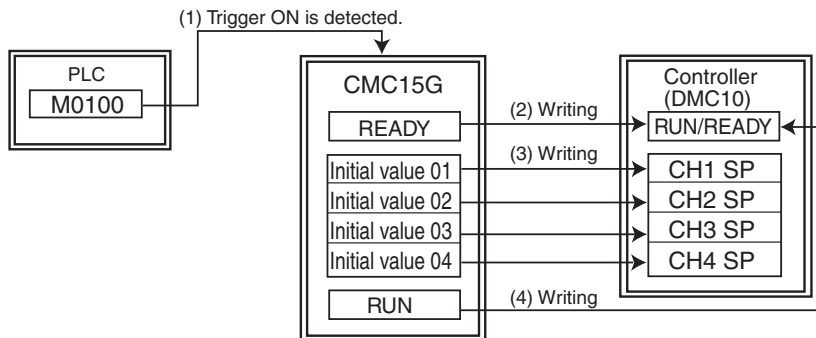 (1) Trigger ON is detected.
PLC
M0100
CMC15G
READY
Initial value 01
Initial value 02
Initial value 03
Initial value 04
RUN
(2) Writing
(3) Writing
(4) Writing
Controller
(DMC10)
RUN/READY
CH1 SP
CH2 SP
CH3 SP
CH4 SP